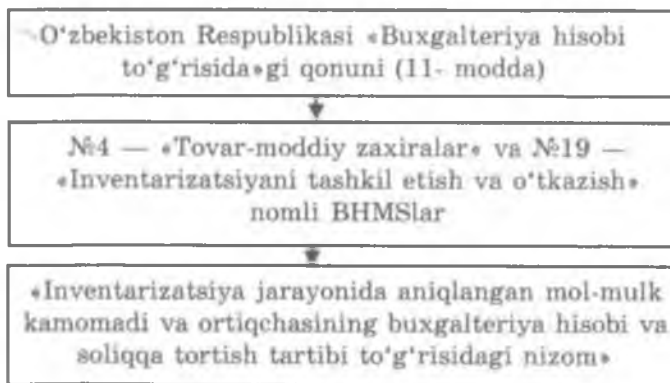 O‘zbekiston Respublikasi «Buxgalteriya hisobi
to‘g‘risida»gi qonuni (11- modda)
№4 — «Tovar-moddiy zaxiralar» va №19 —
«Inventarizatsiyani tashkil etish va o‘tkazish»
nomli BHMSlar
«Inventarizatsiya jarayonida aniqlangan mol-mulk
kamomadi va ortiqchasining buxgalteriya hisobi va
soliqqa tortish tartibi to‘g‘risidagi nizom»